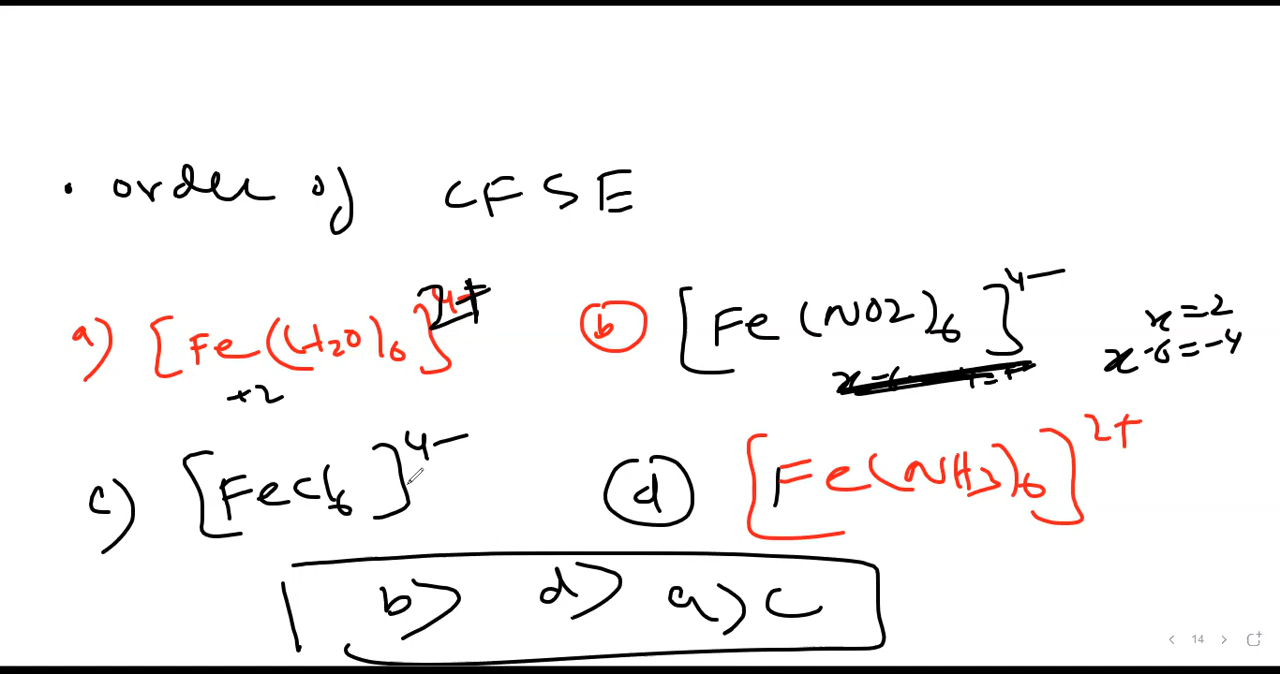 • order of CFSE
a) [Fe(H2O)6]2+
+2
b [Fe(NO2)6]4-
x=2
x-6=-4
c) [FeCl6]4-
d [Fe(NH3)6]2+
b> d> a> c
14